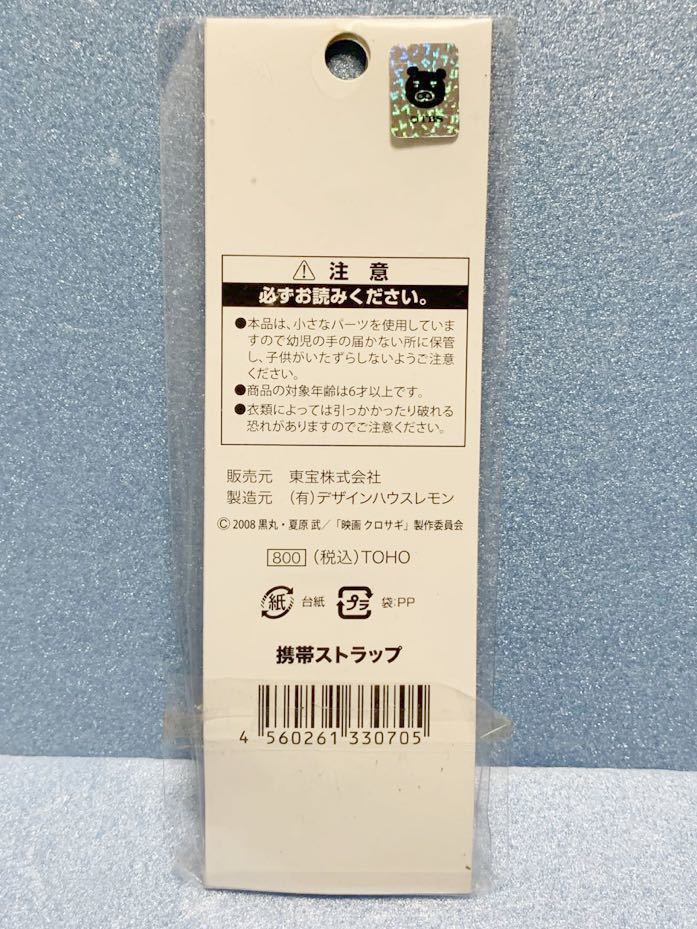 © TBS
⚠ 注意
必ずお読みください。
●本品は、小さなパーツを使用していま
すので幼児の手の届かない所に保管
し、子供がいたずらしないようご注意
ください。
●商品の対象年齢は6才以上です。
●衣類によっては引っかかったり破れる
恐れがありますのでご注意ください。
販売元 東宝株式会社
製造元 (有)デザインハウスレモン
© 2008 黒丸・夏原 武/「映画 クロサギ」製作委員会
800 (税込)TOHO
紙 台紙 プラ 袋:PP
携帯ストラップ
4 560261 330705